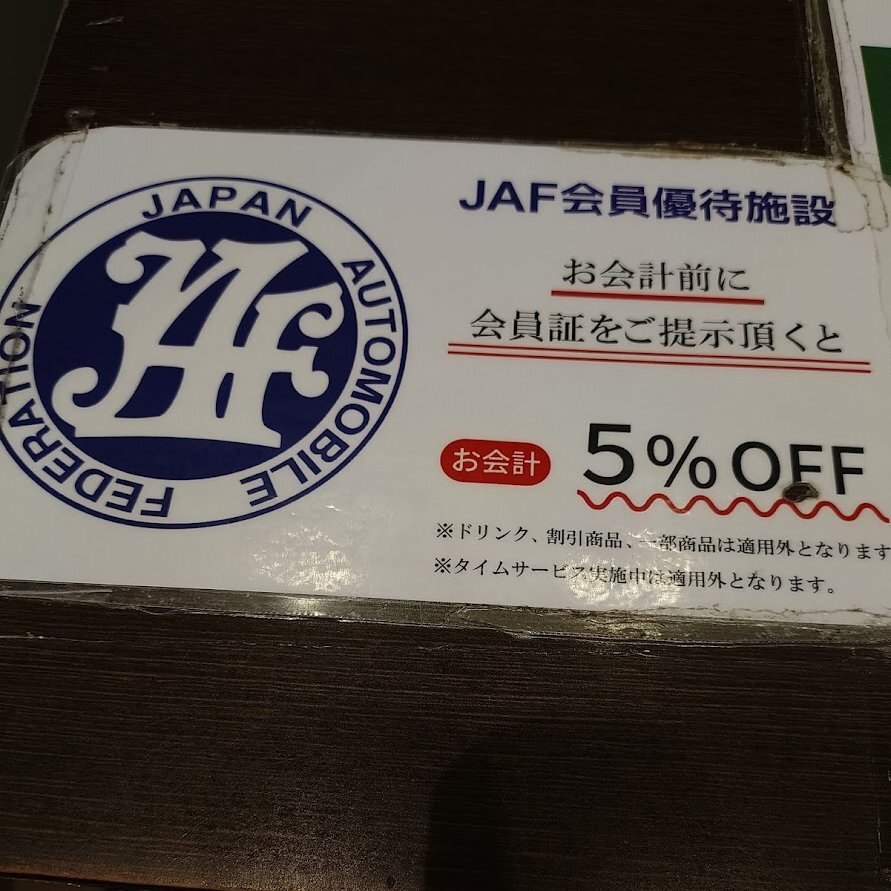 JAPAN AUTOMOBILE FEDERATION
JAF
JAF会員優待施設
お会計前に
会員証をご提示頂くと
お会計 5%OFF
※ドリンク、割引商品、一部商品は適用外となります
※タイムサービス実施中は適用外となります。